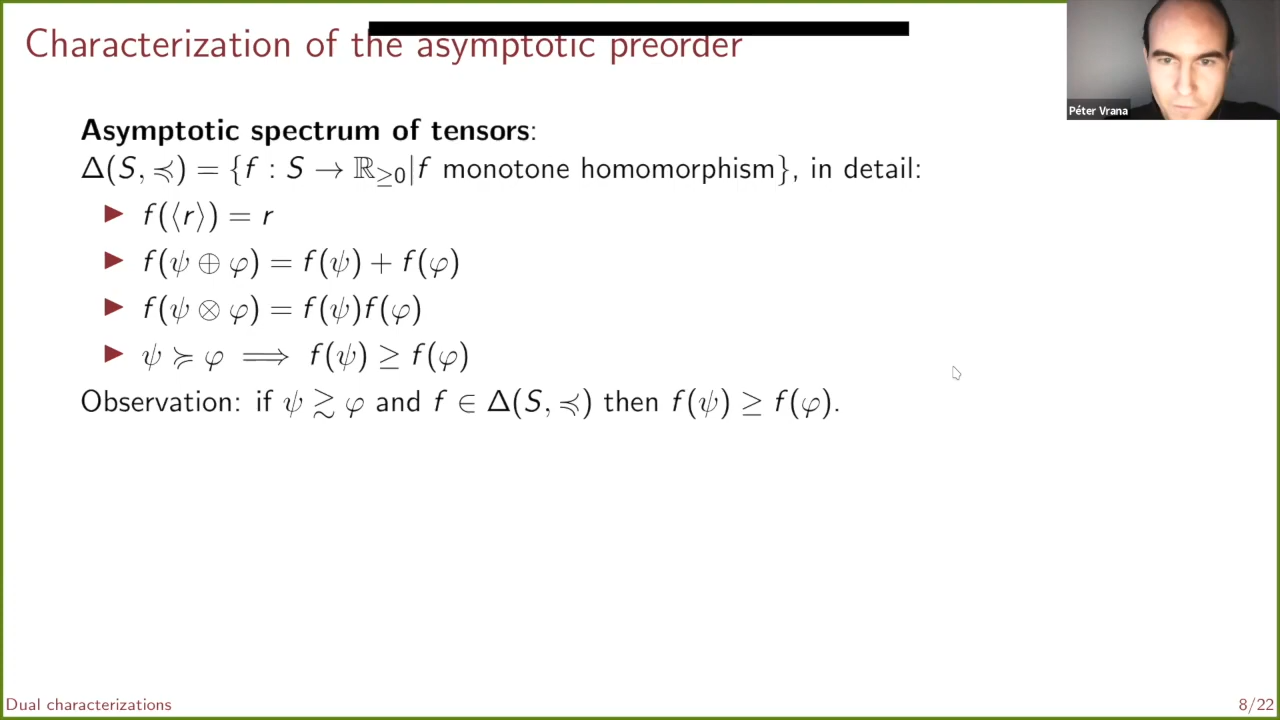 Characterization of the asymptotic preorder
Péter Vrana
Asymptotic spectrum of tensors:
Δ(S, ≼) = {f : S → ℝ≥0|f monotone homomorphism}, in detail:
▶ f(⟨r⟩) = r
▶ f(ψ ⊕ φ) = f(ψ) + f(φ)
▶ f(ψ ⊗ φ) = f(ψ)f(φ)
▶ ψ ≽ φ ⟹ f(ψ) ≥ f(φ)
Observation: if ψ ≳ φ and f ∈ Δ(S, ≼) then f(ψ) ≥ f(φ).
Dual characterizations
8/22